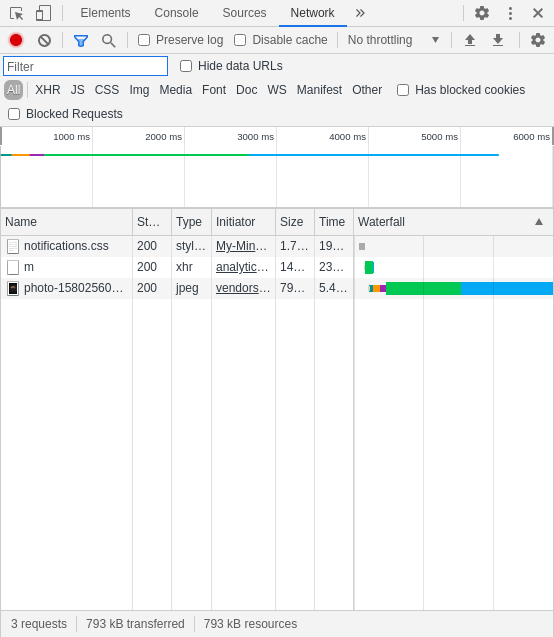 Elements Console Sources Network
Preserve log Disable cache No throttling
Filter Hide data URLs
All XHR JS CSS Img Media Font Doc WS Manifest Other Has blocked cookies
Blocked Requests
1000 ms 2000 ms 3000 ms 4000 ms 5000 ms 6000 ms
Name St… Type Initiator Size Time Waterfall
notifications.css 200 styl… My-Min… 1.7… 19…
m 200 xhr analytic… 14… 23…
photo-15802560… 200 jpeg vendors… 79… 5.4…
3 requests 793 kB transferred 793 kB resources